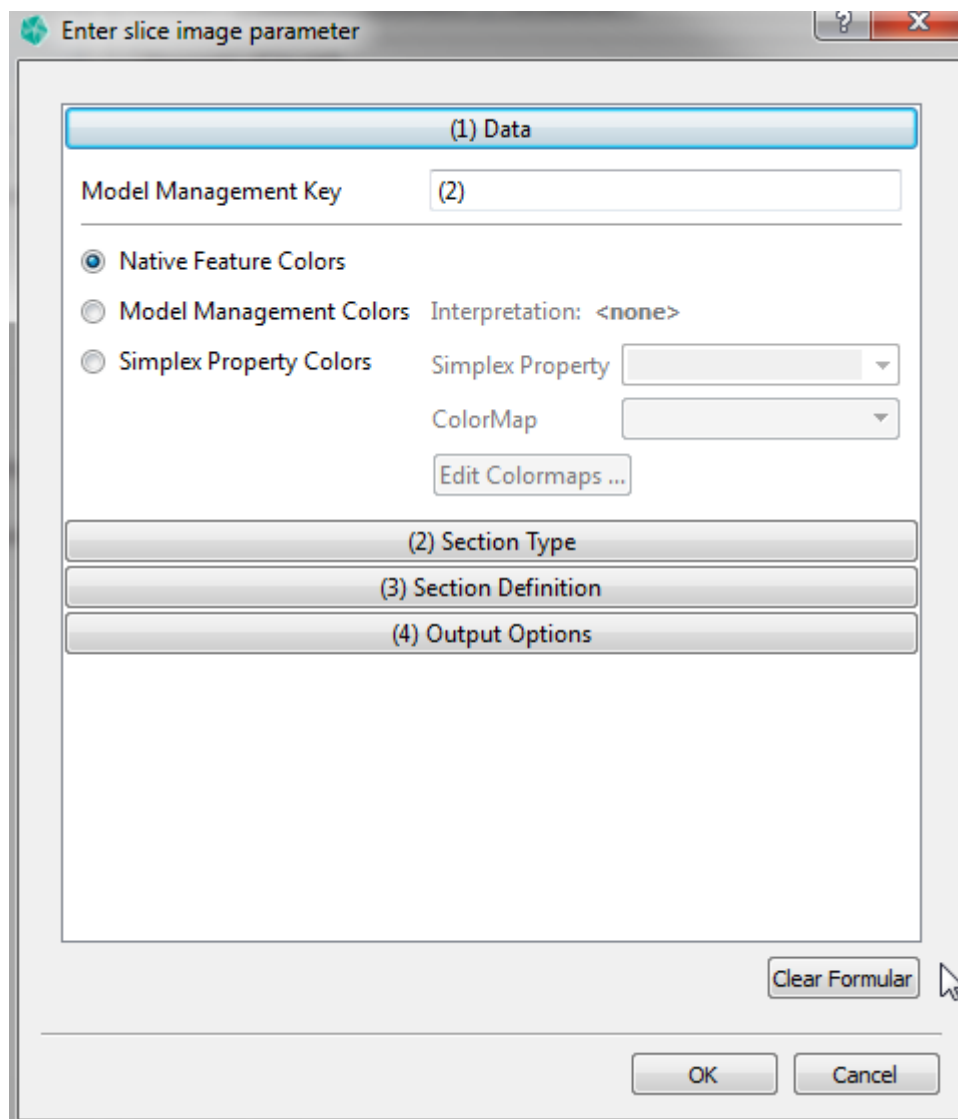 Enter slice image parameter
(1) Data
Model Management Key (2)
Native Feature Colors
Model Management Colors Interpretation: <none>
Simplex Property Colors Simplex Property
ColorMap
Edit Colormaps ...
(2) Section Type
(3) Section Definition
(4) Output Options
Clear Formular
OK Cancel